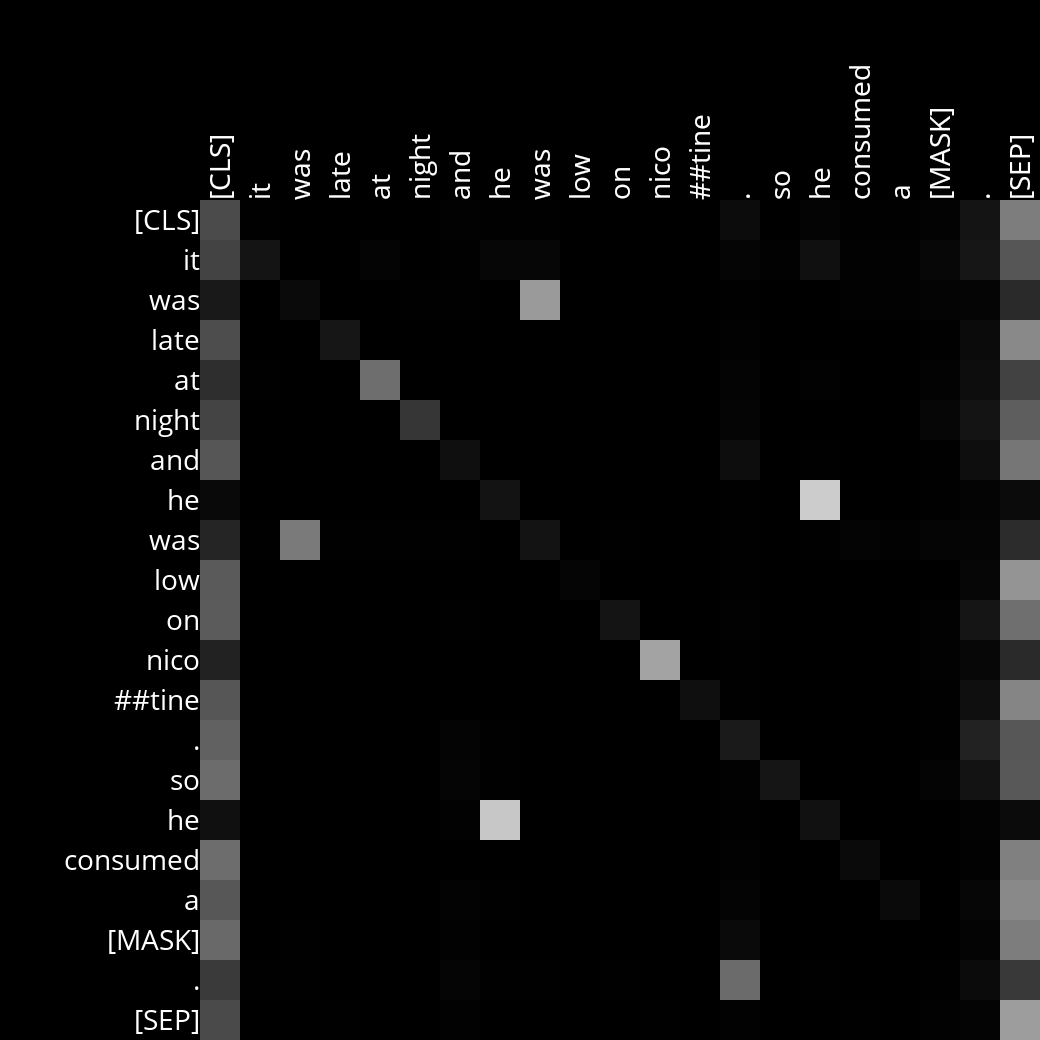 [CLS] it was late at night and he was low on nico ##tine . so he consumed a [MASK] . [SEP]
[CLS]
it
was
late
at
night
and
he
was
low
on
nico
##tine
.
so
he
consumed
a
[MASK]
.
[SEP]